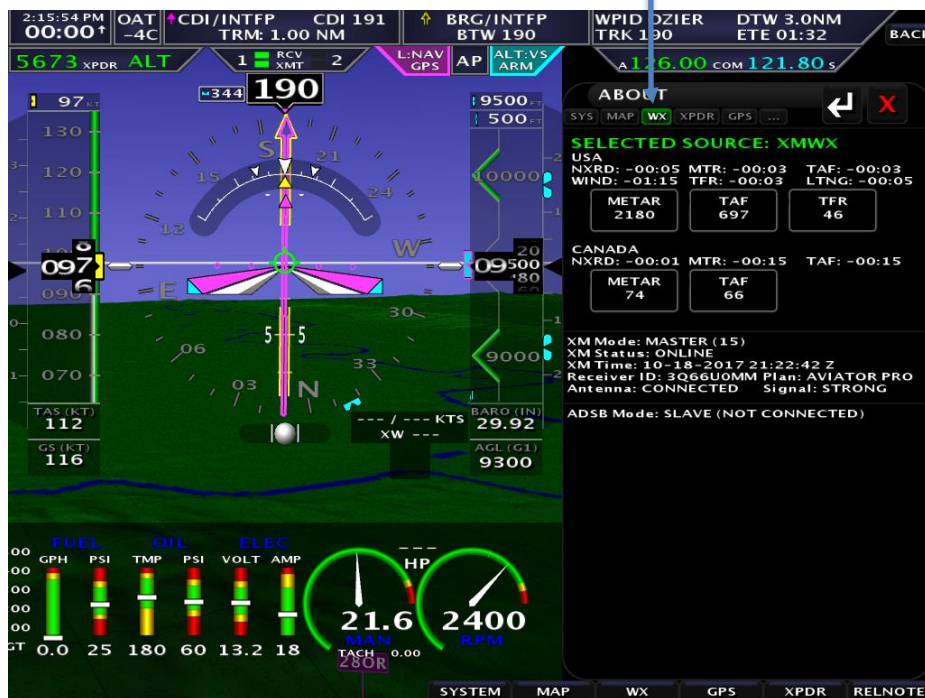 2:15:54 PM OAT CDI/INTFP CDI 191 BRG/INTFP WPID DZIER DTW 3.0NM
00:00↑ -4C TRM: 1.00 NM BTW 190 TRK 190 ETE 01:32
5673 XPDR ALT 1 RCV XMT 2 L:NAV GPS AP ALT:VS ARM A 126.00 COM 121.80 S
97 KT
344 190
9500 FT
500 FT
ABOUT X
SYS MAP WX XPDR GPS ...
SELECTED SOURCE: XMWX
USA
NXRD: -00:05 MTR: -00:03 TAF: -00:03
WIND: -01:15 TFR: -00:03 LTNG: -00:05
METAR TAF TFR
2180 697 46
CANADA
NXRD: -00:01 MTR: -00:15 TAF: -00:15
METAR TAF
74 66
XM Mode: MASTER (15)
XM Status: ONLINE
XM Time: 10-18-2017 21:22:42 Z
Receiver ID: 3Q66U0MM Plan: AVIATOR PRO
Antenna: CONNECTED Signal: STRONG
ADSB Mode: SLAVE (NOT CONNECTED)
130
120
110
097
090
080
070
S 21 24 W 30 33 N 03 06 E 12 15
5 5
10000
09500
9000
TAS (KT)
112
GS (KT)
116
--- / --- KTS
XW ---
BARO (IN)
29.92
AGL (G1)
9300
FUEL OIL ELEC
GPH PSI TMP PSI VOLT AMP
0.0 25 180 60 13.2 18
---
HP
21.6
MAN
2400
RPM
TACH 0.00
28OR
SYSTEM MAP WX GPS XPDR RELNOTE